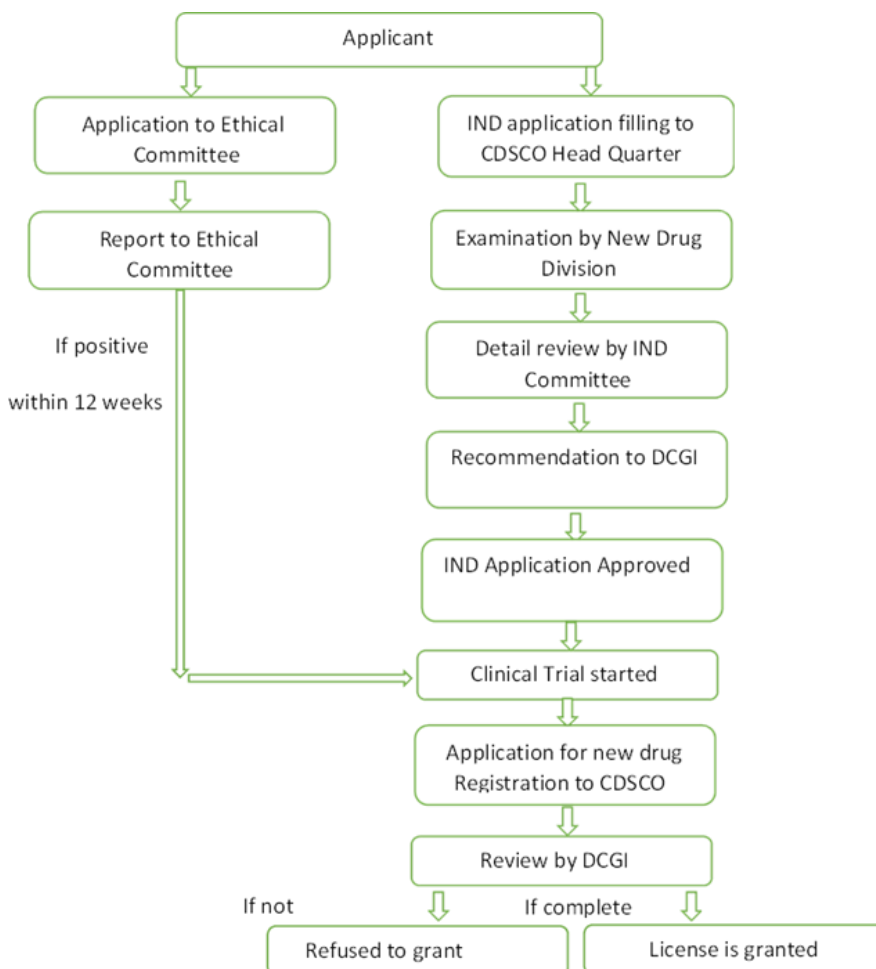 Applicant
Application to Ethical
Committee
IND application filling to
CDSCO Head Quarter
Report to Ethical
Committee
Examination by New Drug
Division
If positive
within 12 weeks
Detail review by IND
Committee
Recommendation to DCGI
IND Application Approved
Clinical Trial started
Application for new drug
Registration to CDSCO
Review by DCGI
If not
If complete
Refused to grant
License is granted